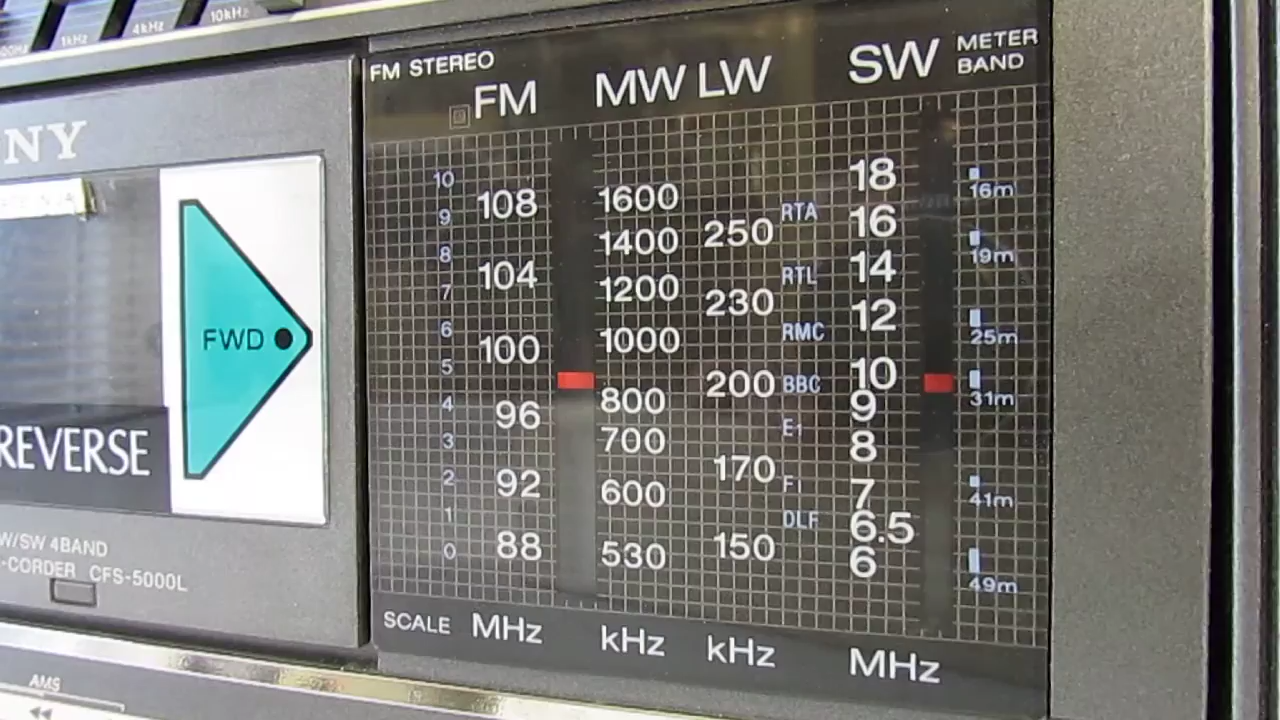 1kHz
4kHz
10kHz
NY
FWD
REVERSE
W/SW 4BAND
-CORDER CFS-5000L
AMS
FM STEREO
FM MW LW SW METER BAND
10
9
8
7
6
5
4
3
2
1
0
SCALE
108
104
100
96
92
88
MHz
1600
1400
1200
1000
800
700
600
530
kHz
250
230
200
170
150
kHz
RTA
RTL
RMC
BBC
E1
F1
DLF
18
16
14
12
10
9
8
7
6.5
6
MHz
16m
19m
25m
31m
41m
49m